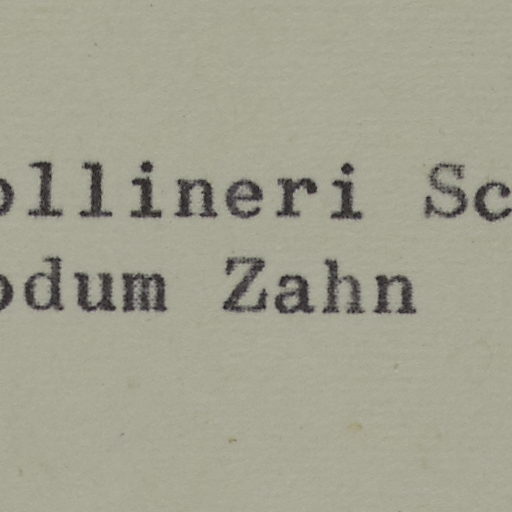 ollineri Sc
odum Zahn